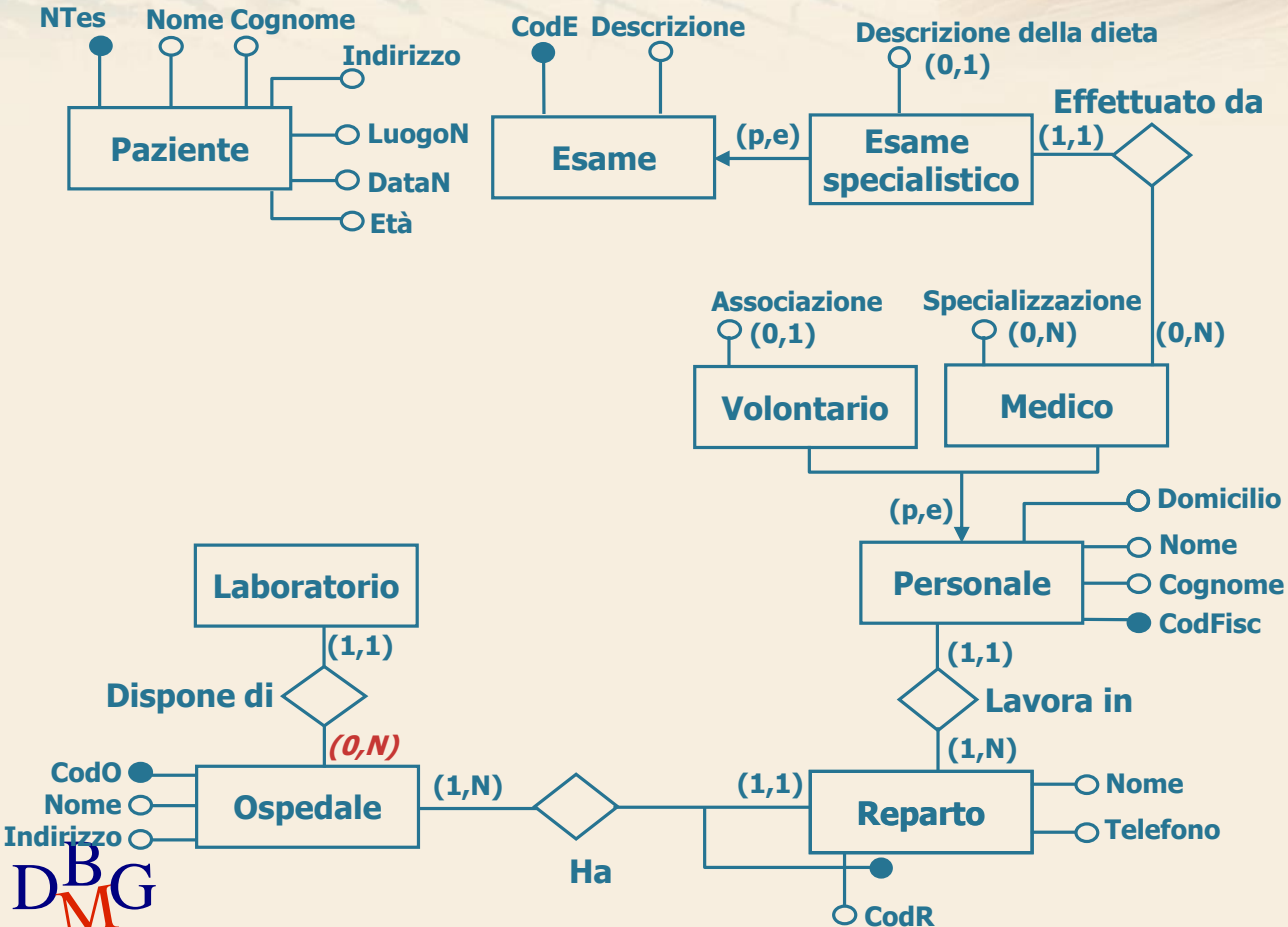 NTes
Nome Cognome
Indirizzo
Paziente
LuogoN
DataN
Età
CodE Descrizione
Esame
(p,e)
Descrizione della dieta
(0,1)
Esame
specialistico
Effettuato da
(1,1)
(0,N)
Associazione
(0,1)
Volontario
Specializzazione
(0,N)
Medico
(p,e)
Domicilio
Nome
Cognome
CodFisc
Personale
(1,1)
Lavora in
(1,N)
Laboratorio
(1,1)
Dispone di
(0,N)
CodO
Nome
Indirizzo
Ospedale
(1,N)
Ha
(1,1)
Reparto
Nome
Telefono
CodR
DBMG